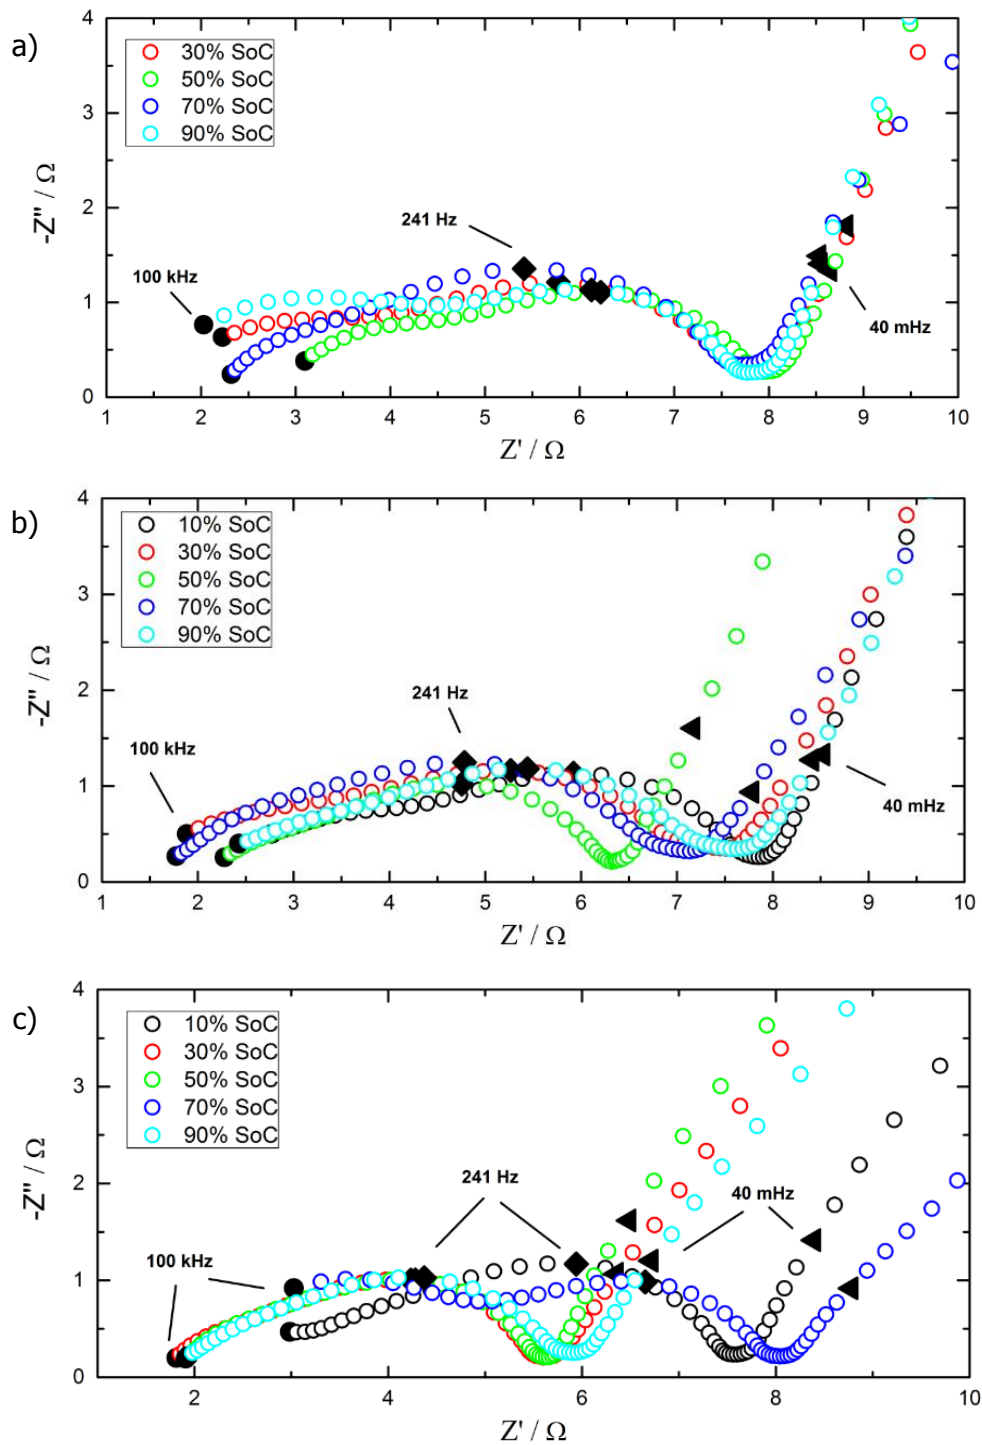 a)
4
3
2
1
0
-Z" / Ω
30% SoC
50% SoC
70% SoC
90% SoC
241 Hz
100 kHz
40 mHz
1 2 3 4 5 6 7 8 9 10
Z' / Ω
b)
4
3
2
1
0
-Z" / Ω
10% SoC
30% SoC
50% SoC
70% SoC
90% SoC
241 Hz
100 kHz
40 mHz
1 2 3 4 5 6 7 8 9 10
Z' / Ω
c)
4
3
2
1
0
-Z" / Ω
10% SoC
30% SoC
50% SoC
70% SoC
90% SoC
241 Hz
40 mHz
100 kHz
2 4 6 8 10
Z' / Ω